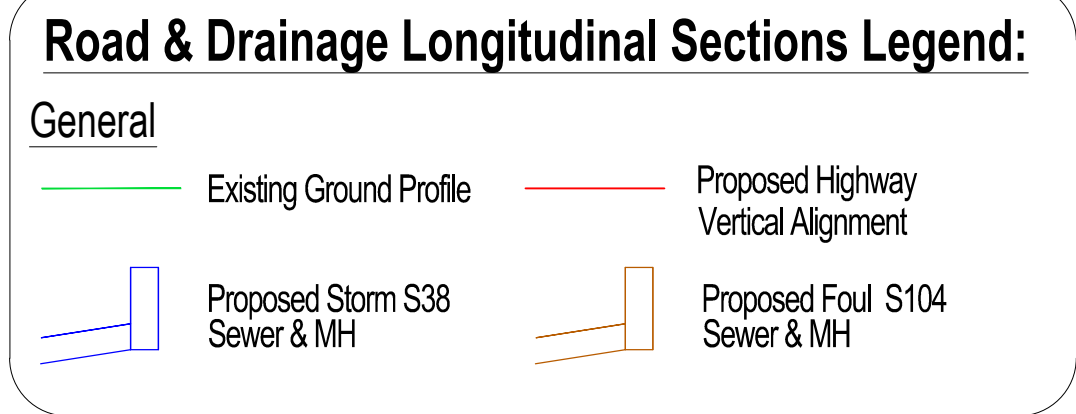 Road & Drainage Longitudinal Sections Legend:
General
Existing Ground Profile
Proposed Highway
Vertical Alignment
Proposed Storm S38
Sewer & MH
Proposed Foul S104
Sewer & MH